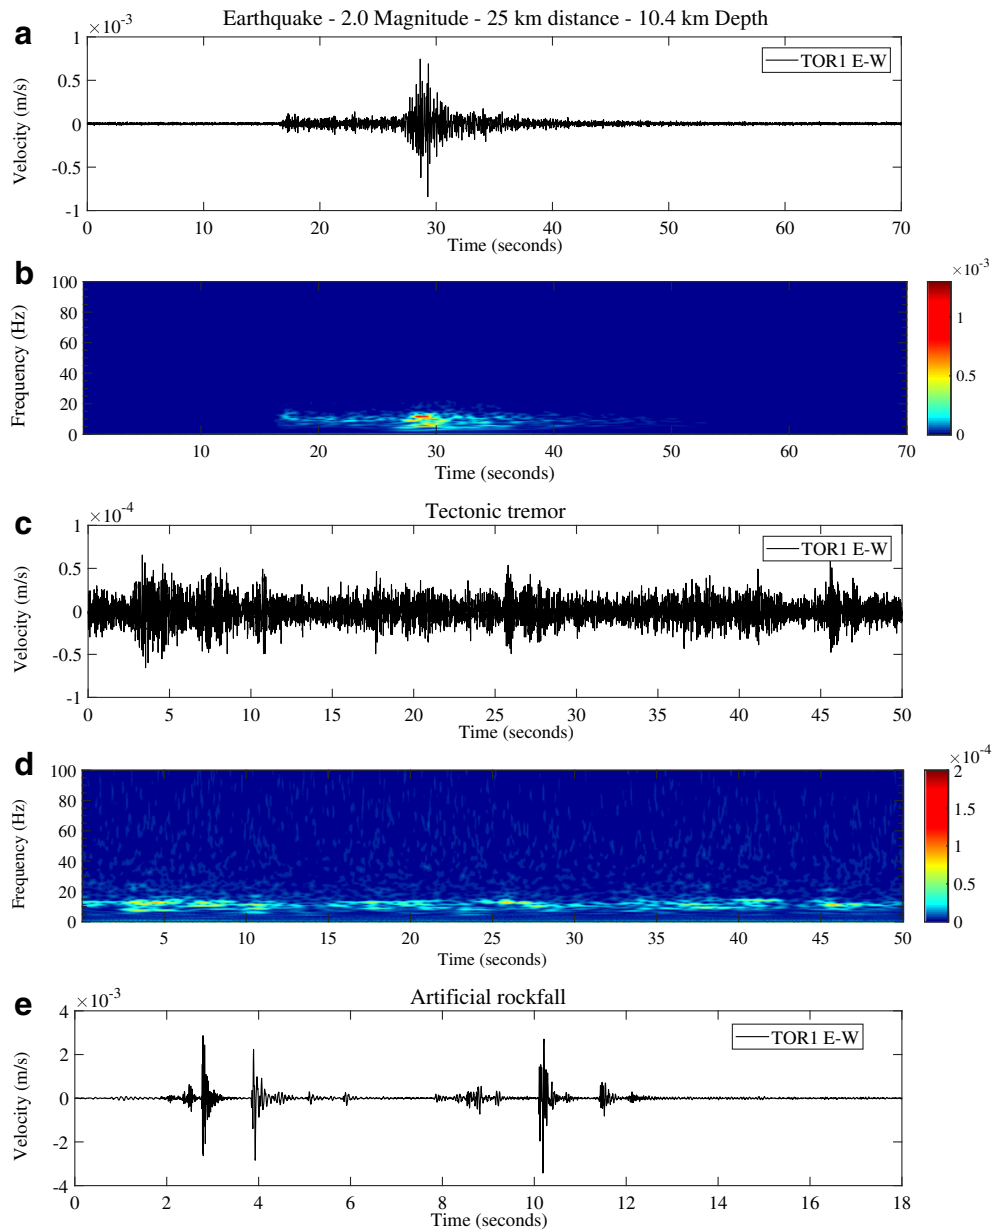 a
Earthquake - 2.0 Magnitude - 25 km distance - 10.4 km Depth
×10⁻³
1
0.5
0
-0.5
-1
Velocity (m/s)
TOR1 E-W
0 10 20 30 40 50 60 70
Time (seconds)
b
100
80
60
40
20
0
Frequency (Hz)
10 20 30 40 50 60 70
Time (seconds)
×10⁻³
1
0.5
0
c
Tectonic tremor
×10⁻⁴
1
0.5
0
-0.5
-1
Velocity (m/s)
TOR1 E-W
0 5 10 15 20 25 30 35 40 45 50
Time (seconds)
d
100
80
60
40
20
0
Frequency (Hz)
5 10 15 20 25 30 35 40 45 50
Time (seconds)
×10⁻⁴
2
1.5
1
0.5
0
e
Artificial rockfall
×10⁻³
4
2
0
-2
-4
Velocity (m/s)
TOR1 E-W
0 2 4 6 8 10 12 14 16 18
Time (seconds)